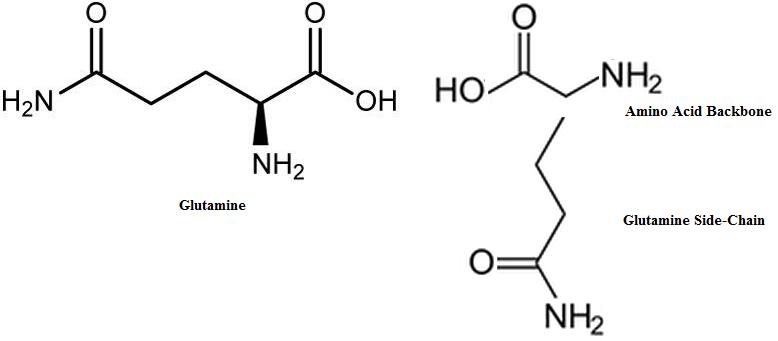 O
O
H₂N
OH
NH₂
Glutamine
O
HO
NH₂
Amino Acid Backbone
Glutamine Side-Chain
O
NH₂